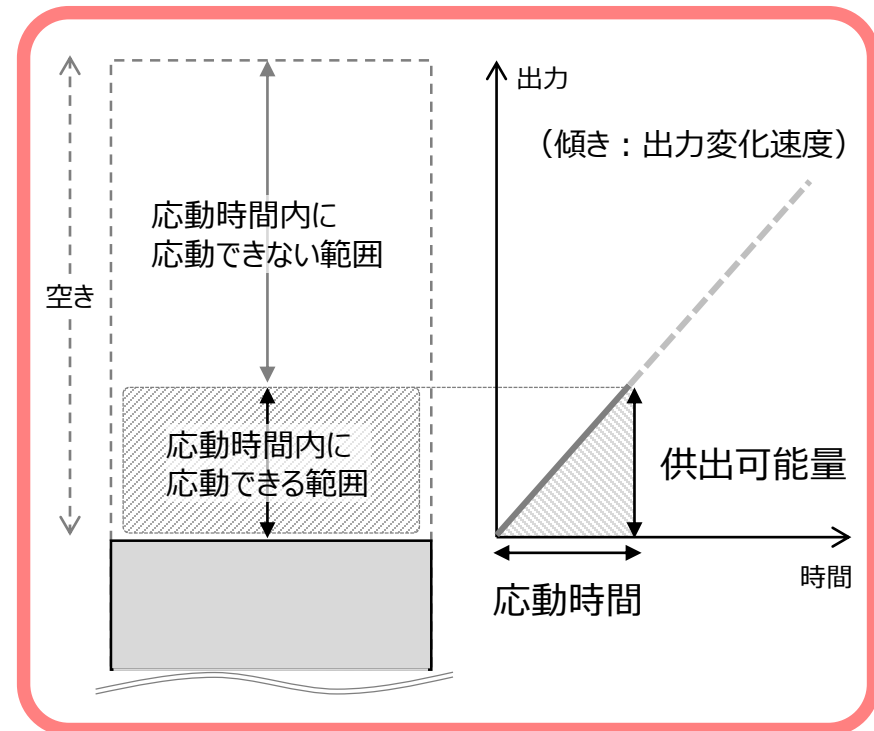 出力
(傾き:出力変化速度)
応動時間内に
応動できない範囲
空き
応動時間内に
応動できる範囲
供出可能量
時間
応動時間